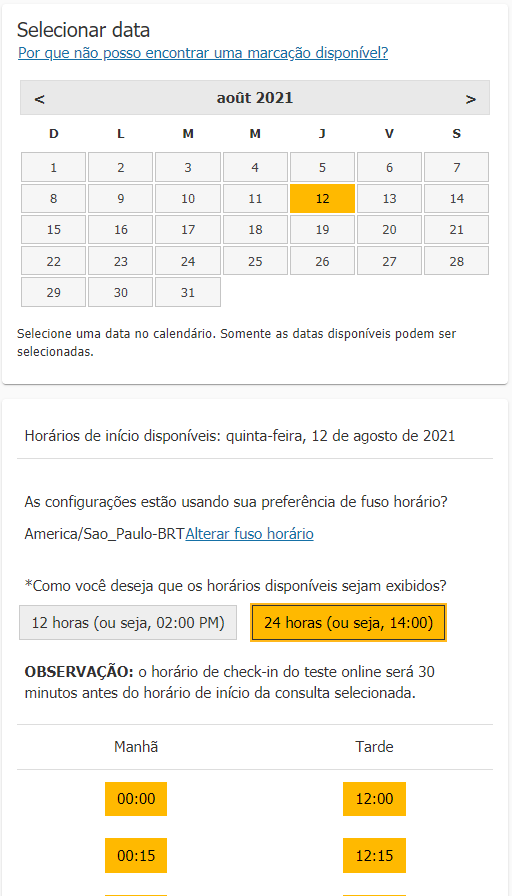 Selecionar data
Por que não posso encontrar uma marcação disponível?
< août 2021 >
D L M M J V S
1 2 3 4 5 6 7
8 9 10 11 12 13 14
15 16 17 18 19 20 21
22 23 24 25 26 27 28
29 30 31
Selecione uma data no calendário. Somente as datas disponíveis podem ser
selecionadas.
Horários de início disponíveis: quinta-feira, 12 de agosto de 2021
As configurações estão usando sua preferência de fuso horário?
America/Sao_Paulo-BRTAlterar fuso horário
*Como você deseja que os horários disponíveis sejam exibidos?
12 horas (ou seja, 02:00 PM) 24 horas (ou seja, 14:00)
OBSERVAÇÃO: o horário de check-in do teste online será 30
minutos antes do horário de início da consulta selecionada.
Manhã Tarde
00:00 12:00
00:15 12:15